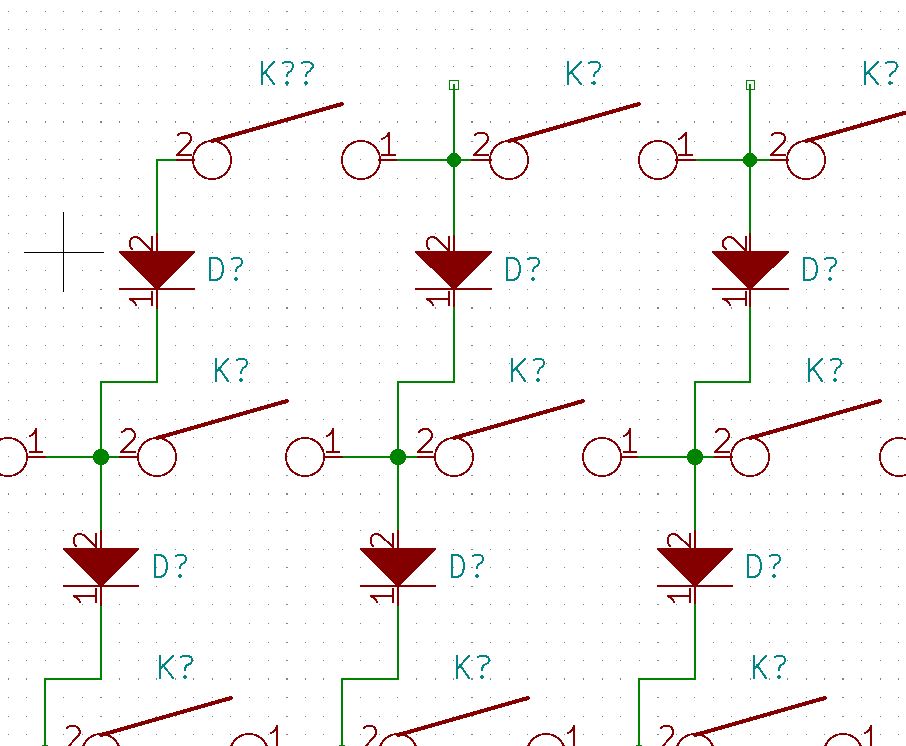 K?? K? K?
2 1 2 1 2
2 2 2
D? D? D?
1 1 1
K? K? K?
1 2 1 2 1 2
2 2 2
D? D? D?
1 1 1
K? K? K?
2 1 2 1 2 1